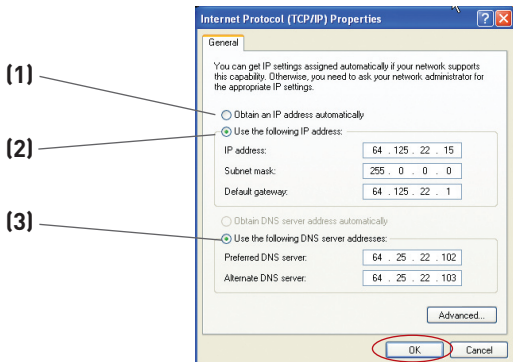 Internet Protocol (TCP/IP) Properties
General
You can get IP settings assigned automatically if your network supports
this capability. Otherwise, you need to ask your network administrator for
the appropriate IP settings.
(1)
Obtain an IP address automatically
(2)
Use the following IP address:
IP address: 64 . 125 . 22 . 15
Subnet mask: 255 . 0 . 0 . 0
Default gateway: 64 . 125 . 22 . 1
Obtain DNS server address automatically
(3)
Use the following DNS server addresses:
Preferred DNS server: 64 . 25 . 22 . 102
Alternate DNS server: 64 . 25 . 22 . 103
Advanced...
OK Cancel